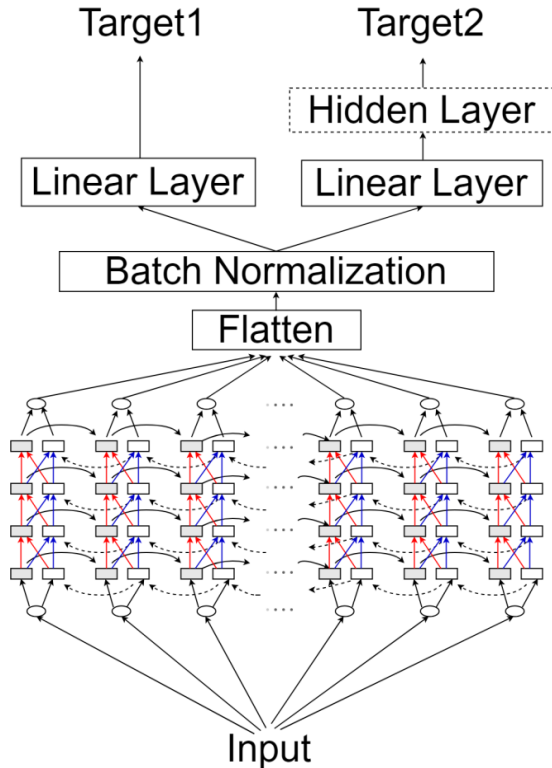 Target1 Target2
Hidden Layer
Linear Layer Linear Layer
Batch Normalization
Flatten
Input